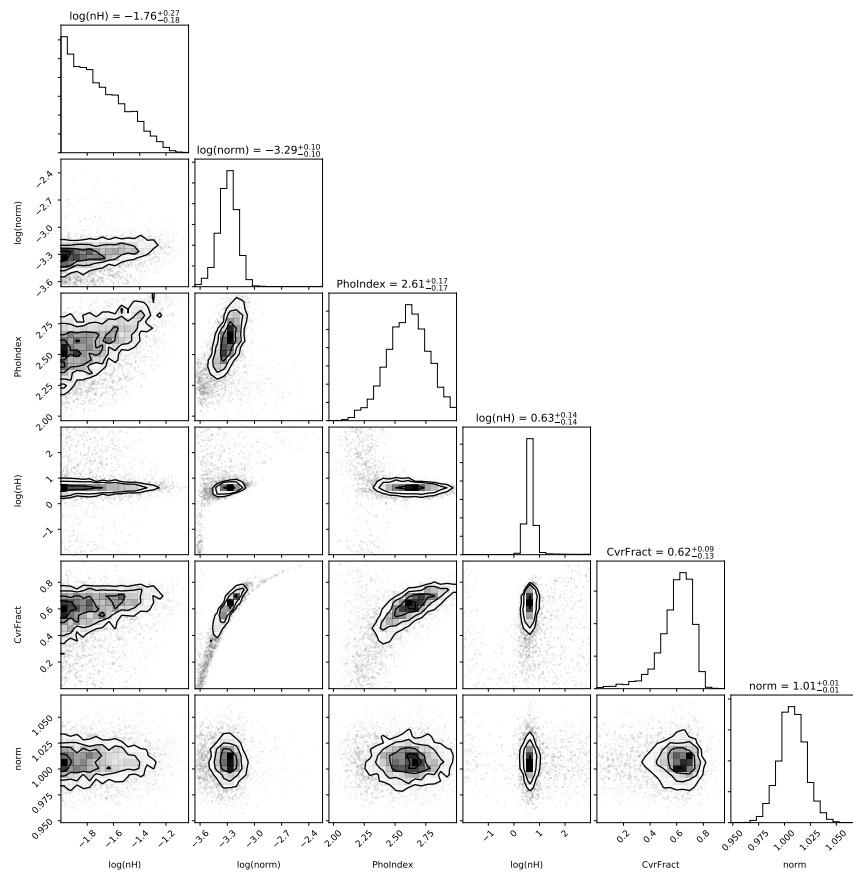 log(nH) = −1.76+0.27−0.18
log(norm) = −3.29+0.10−0.10
−2.4
−2.7
−3.0
−3.3
−3.6
log(norm)
PhoIndex = 2.61+0.17−0.17
2.75
2.50
2.25
2.00
PhoIndex
log(nH) = 0.63+0.14−0.14
2
1
0
−1
log(nH)
CvrFract = 0.62+0.09−0.13
0.8
0.6
0.4
0.2
CvrFract
norm = 1.01+0.01−0.01
1.050
1.025
1.000
0.975
0.950
norm
−1.8 −1.6 −1.4 −1.2 −3.6 −3.3 −3.0 −2.7 −2.4 2.00 2.25 2.50 2.75 −1 0 1 2 0.2 0.4 0.6 0.8 0.950 0.975 1.000 1.025 1.050
log(nH) log(norm) PhoIndex log(nH) CvrFract norm